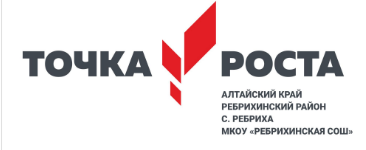 ТОЧКА РОСТА
АЛТАЙСКИЙ КРАЙ
РЕБРИХИНСКИЙ РАЙОН
С. РЕБРИХА
МКОУ «РЕБРИХИНСКАЯ СОШ»